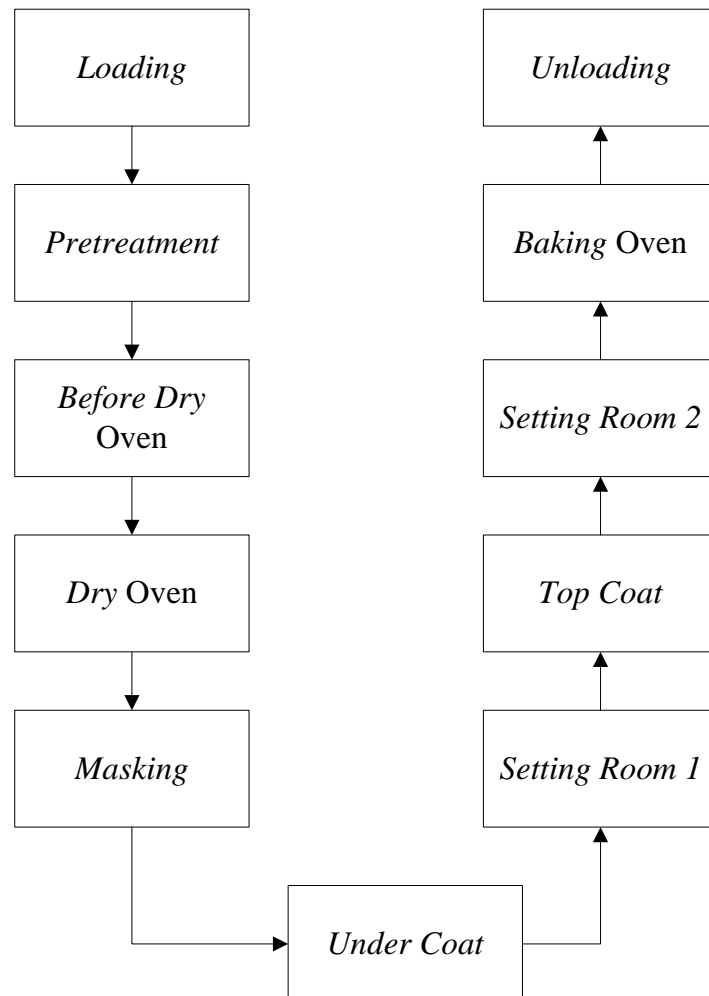 Loading
Pretreatment
Before Dry
Oven
Dry Oven
Masking
Under Coat
Setting Room 1
Top Coat
Setting Room 2
Baking Oven
Unloading